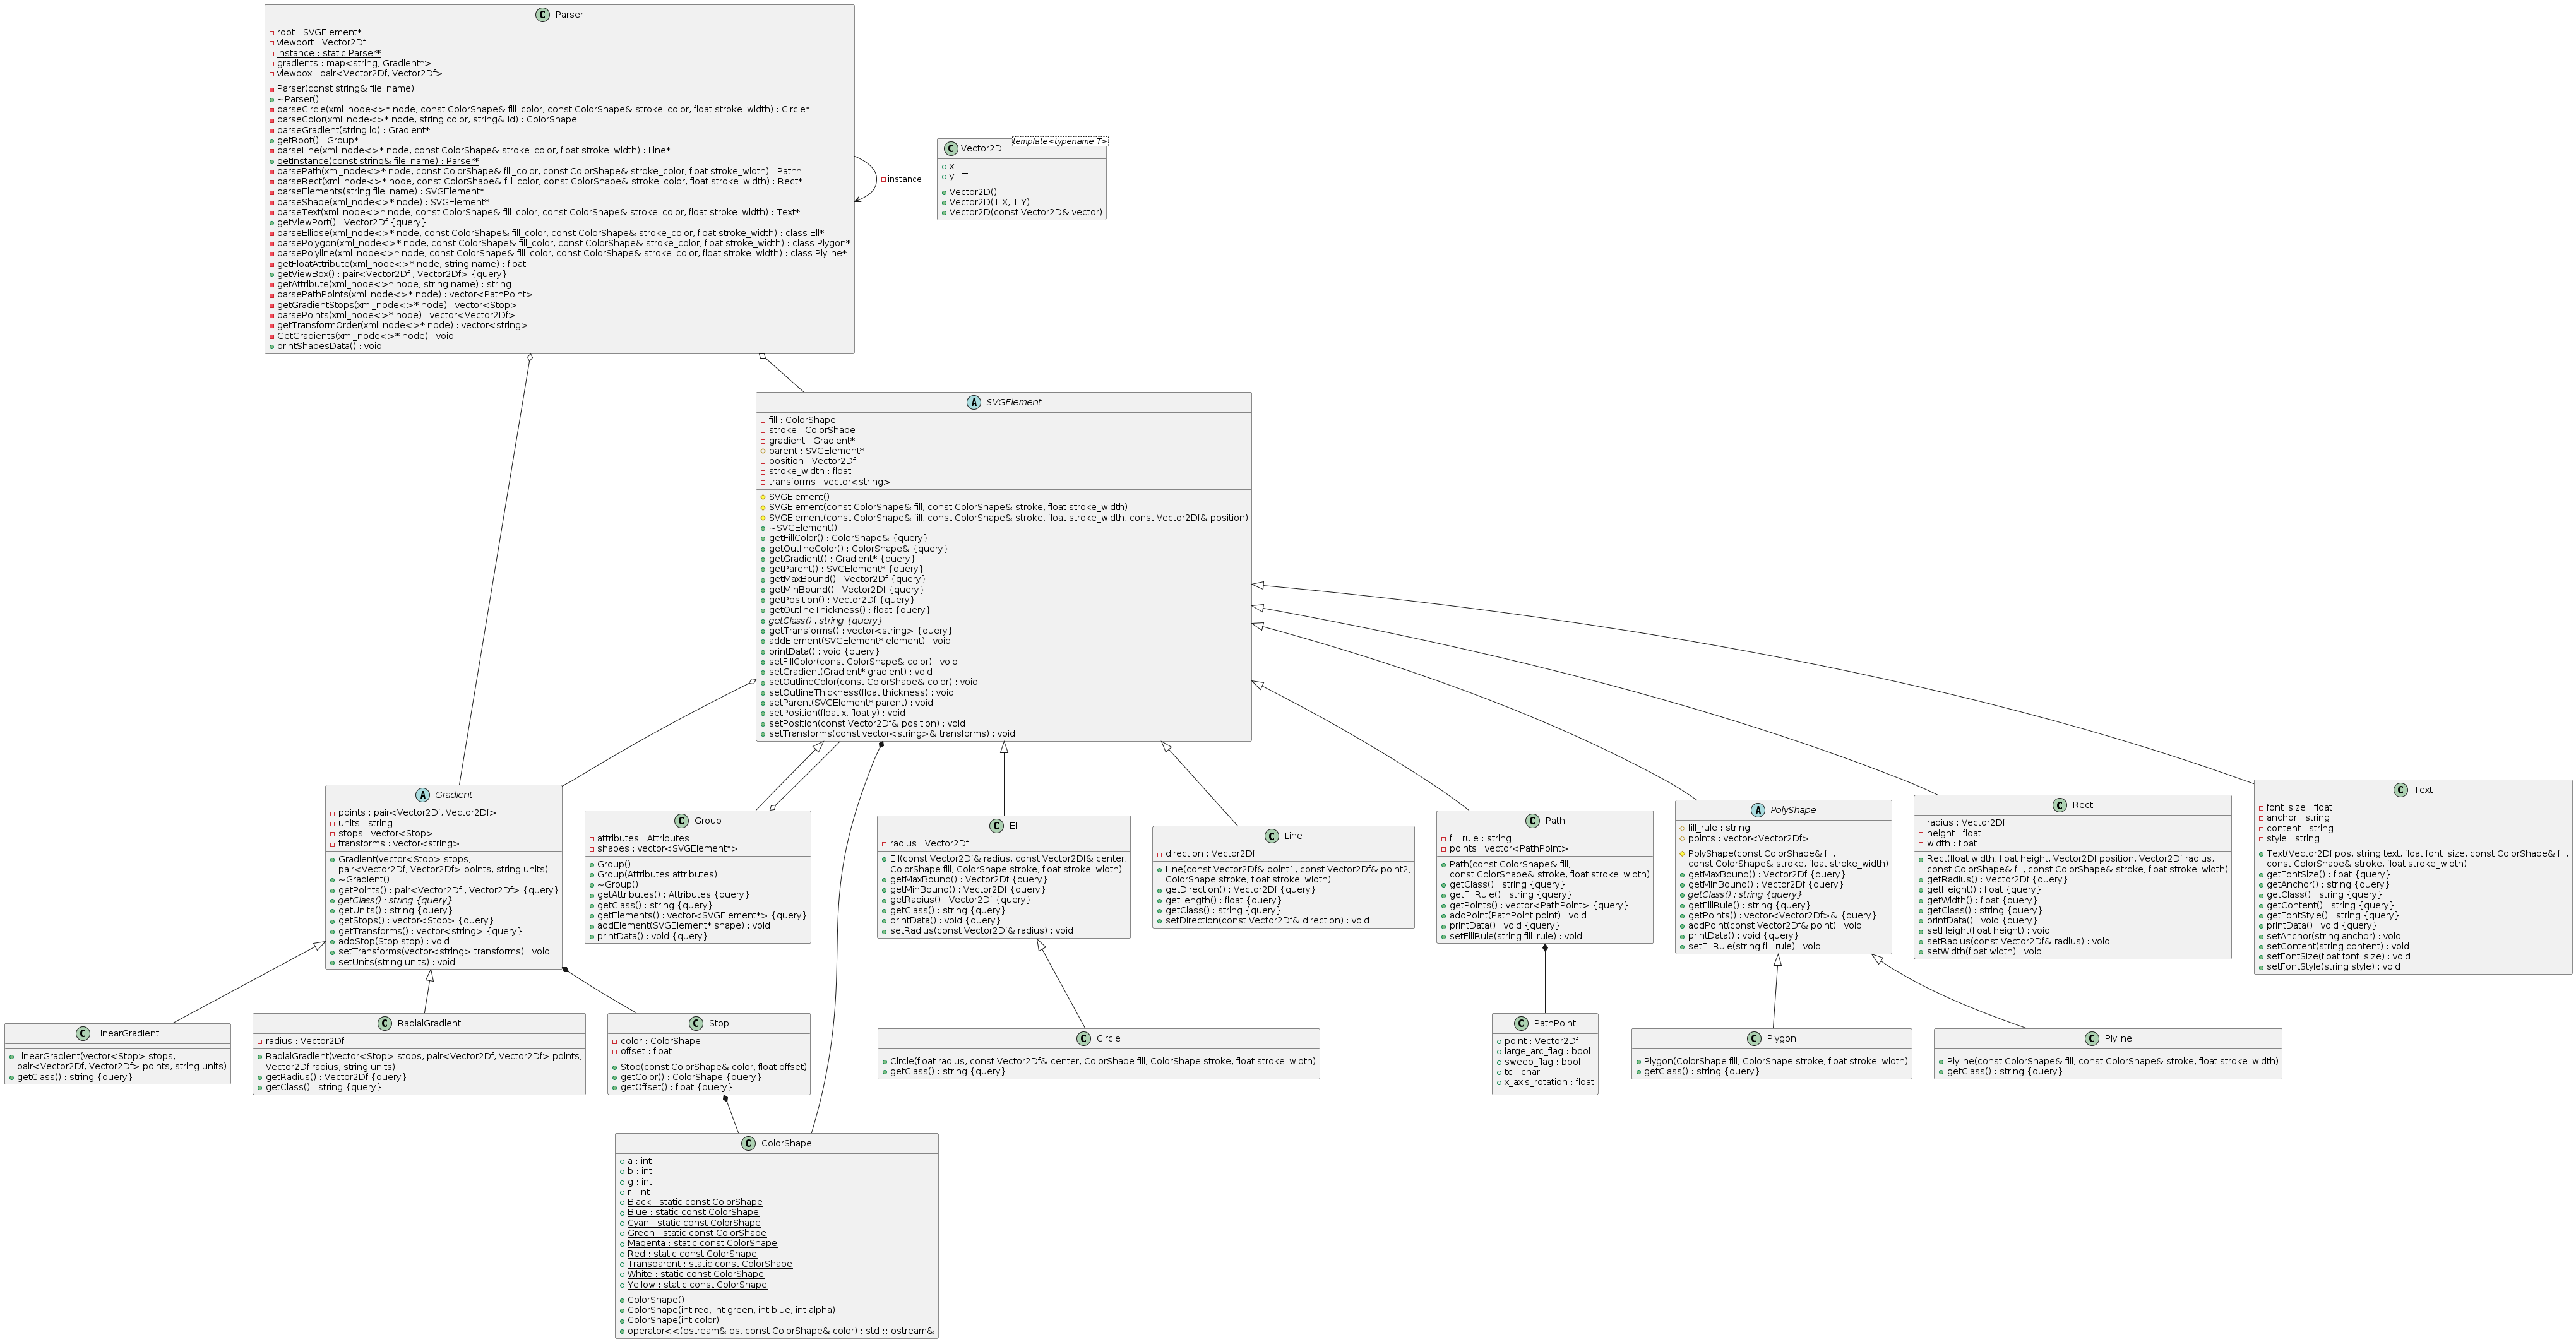 C Parser
root : SVGElement*
viewport : Vector2Df
instance : static Parser*
gradients : map<string, Gradient*>
viewbox : pair<Vector2Df, Vector2Df>
Parser(const string& file_name)
~Parser()
parseCircle(xml_node<>* node, const ColorShape& fill_color, const ColorShape& stroke_color, float stroke_width) : Circle*
parseColor(xml_node<>* node, string color, string& id) : ColorShape
parseGradient(string id) : Gradient*
getRoot() : Group*
parseLine(xml_node<>* node, const ColorShape& stroke_color, float stroke_width) : Line*
getInstance(const string& file_name) : Parser*
parsePath(xml_node<>* node, const ColorShape& fill_color, const ColorShape& stroke_color, float stroke_width) : Path*
parseRect(xml_node<>* node, const ColorShape& fill_color, const ColorShape& stroke_color, float stroke_width) : Rect*
parseElements(string file_name) : SVGElement*
parseShape(xml_node<>* node) : SVGElement*
parseText(xml_node<>* node, const ColorShape& fill_color, const ColorShape& stroke_color, float stroke_width) : Text*
getViewPort() : Vector2Df {query}
parseEllipse(xml_node<>* node, const ColorShape& fill_color, const ColorShape& stroke_color, float stroke_width) : class Ell*
parsePolygon(xml_node<>* node, const ColorShape& fill_color, const ColorShape& stroke_color, float stroke_width) : class Plygon*
parsePolyline(xml_node<>* node, const ColorShape& fill_color, const ColorShape& stroke_color, float stroke_width) : class Plyline*
getFloatAttribute(xml_node<>* node, string name) : float
getViewBox() : pair<Vector2Df , Vector2Df> {query}
getAttribute(xml_node<>* node, string name) : string
parsePathPoints(xml_node<>* node) : vector<PathPoint>
getGradientStops(xml_node<>* node) : vector<Stop>
parsePoints(xml_node<>* node) : vector<Vector2Df>
getTransformOrder(xml_node<>* node) : vector<string>
GetGradients(xml_node<>* node) : void
printShapesData() : void
instance
C Vector2D
template<typename T>
x : T
y : T
Vector2D()
Vector2D(T X, T Y)
Vector2D(const Vector2D& vector)
A SVGElement
fill : ColorShape
stroke : ColorShape
gradient : Gradient*
parent : SVGElement*
position : Vector2Df
stroke_width : float
transforms : vector<string>
SVGElement()
SVGElement(const ColorShape& fill, const ColorShape& stroke, float stroke_width)
SVGElement(const ColorShape& fill, const ColorShape& stroke, float stroke_width, const Vector2Df& position)
~SVGElement()
getFillColor() : ColorShape& {query}
getOutlineColor() : ColorShape& {query}
getGradient() : Gradient* {query}
getParent() : SVGElement* {query}
getMaxBound() : Vector2Df {query}
getMinBound() : Vector2Df {query}
getPosition() : Vector2Df {query}
getOutlineThickness() : float {query}
getClass() : string {query}
getTransforms() : vector<string> {query}
addElement(SVGElement* element) : void
printData() : void {query}
setFillColor(const ColorShape& color) : void
setGradient(Gradient* gradient) : void
setOutlineColor(const ColorShape& color) : void
setOutlineThickness(float thickness) : void
setParent(SVGElement* parent) : void
setPosition(float x, float y) : void
setPosition(const Vector2Df& position) : void
setTransforms(const vector<string>& transforms) : void
A Gradient
points : pair<Vector2Df, Vector2Df>
units : string
stops : vector<Stop>
transforms : vector<string>
Gradient(vector<Stop> stops,
pair<Vector2Df, Vector2Df> points, string units)
~Gradient()
getPoints() : pair<Vector2Df , Vector2Df> {query}
getClass() : string {query}
getUnits() : string {query}
getStops() : vector<Stop> {query}
getTransforms() : vector<string> {query}
addStop(Stop stop) : void
setTransforms(vector<string> transforms) : void
setUnits(string units) : void
C Group
attributes : Attributes
shapes : vector<SVGElement*>
Group()
Group(Attributes attributes)
~Group()
getAttributes() : Attributes {query}
getClass() : string {query}
getElements() : vector<SVGElement*> {query}
addElement(SVGElement* shape) : void
printData() : void {query}
C Ell
radius : Vector2Df
Ell(const Vector2Df& radius, const Vector2Df& center,
ColorShape fill, ColorShape stroke, float stroke_width)
getMaxBound() : Vector2Df {query}
getMinBound() : Vector2Df {query}
getRadius() : Vector2Df {query}
getClass() : string {query}
printData() : void {query}
setRadius(const Vector2Df& radius) : void
C Line
direction : Vector2Df
Line(const Vector2Df& point1, const Vector2Df& point2,
ColorShape stroke, float stroke_width)
getDirection() : Vector2Df {query}
getLength() : float {query}
getClass() : string {query}
setDirection(const Vector2Df& direction) : void
C Path
fill_rule : string
points : vector<PathPoint>
Path(const ColorShape& fill,
const ColorShape& stroke, float stroke_width)
getClass() : string {query}
getFillRule() : string {query}
getPoints() : vector<PathPoint> {query}
addPoint(PathPoint point) : void
printData() : void {query}
setFillRule(string fill_rule) : void
A PolyShape
fill_rule : string
points : vector<Vector2Df>
PolyShape(const ColorShape& fill,
const ColorShape& stroke, float stroke_width)
getMaxBound() : Vector2Df {query}
getMinBound() : Vector2Df {query}
getClass() : string {query}
getFillRule() : string {query}
getPoints() : vector<Vector2Df>& {query}
addPoint(const Vector2Df& point) : void
printData() : void {query}
setFillRule(string fill_rule) : void
C Rect
radius : Vector2Df
height : float
width : float
Rect(float width, float height, Vector2Df position, Vector2Df radius,
const ColorShape& fill, const ColorShape& stroke, float stroke_width)
getRadius() : Vector2Df {query}
getHeight() : float {query}
getWidth() : float {query}
getClass() : string {query}
printData() : void {query}
setHeight(float height) : void
setRadius(const Vector2Df& radius) : void
setWidth(float width) : void
C Text
font_size : float
anchor : string
content : string
style : string
Text(Vector2Df pos, string text, float font_size, const ColorShape& fill,
const ColorShape& stroke, float stroke_width)
getFontSize() : float {query}
getAnchor() : string {query}
getClass() : string {query}
getContent() : string {query}
getFontStyle() : string {query}
printData() : void {query}
setAnchor(string anchor) : void
setContent(string content) : void
setFontSize(float font_size) : void
setFontStyle(string style) : void
C LinearGradient
LinearGradient(vector<Stop> stops,
pair<Vector2Df, Vector2Df> points, string units)
getClass() : string {query}
C RadialGradient
radius : Vector2Df
RadialGradient(vector<Stop> stops, pair<Vector2Df, Vector2Df> points,
Vector2Df radius, string units)
getRadius() : Vector2Df {query}
getClass() : string {query}
C Stop
color : ColorShape
offset : float
Stop(const ColorShape& color, float offset)
getColor() : ColorShape {query}
getOffset() : float {query}
C Circle
Circle(float radius, const Vector2Df& center, ColorShape fill, ColorShape stroke, float stroke_width)
getClass() : string {query}
C PathPoint
point : Vector2Df
large_arc_flag : bool
sweep_flag : bool
tc : char
x_axis_rotation : float
C Plygon
Plygon(ColorShape fill, ColorShape stroke, float stroke_width)
getClass() : string {query}
C Plyline
Plyline(const ColorShape& fill, const ColorShape& stroke, float stroke_width)
getClass() : string {query}
C ColorShape
a : int
b : int
g : int
r : int
Black : static const ColorShape
Blue : static const ColorShape
Cyan : static const ColorShape
Green : static const ColorShape
Magenta : static const ColorShape
Red : static const ColorShape
Transparent : static const ColorShape
White : static const ColorShape
Yellow : static const ColorShape
ColorShape()
ColorShape(int red, int green, int blue, int alpha)
ColorShape(int color)
operator<<(ostream& os, const ColorShape& color) : std :: ostream&